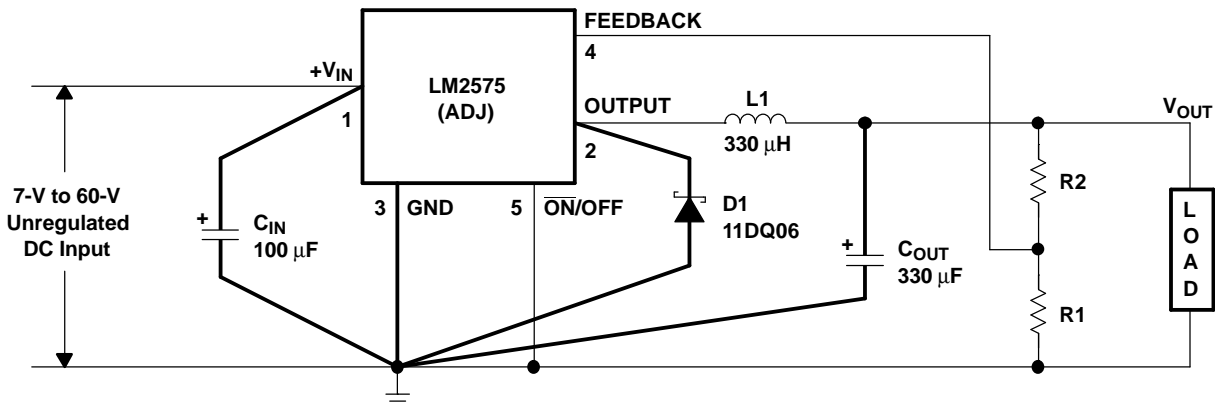 FEEDBACK
4
+VIN
1
LM2575
(ADJ)
OUTPUT
2
L1
330 μH
VOUT
7-V to 60-V
Unregulated
DC Input
+
CIN
100 μF
3
GND
5
ON/OFF
D1
11DQ06
+
COUT
330 μF
R2
R1
LOAD